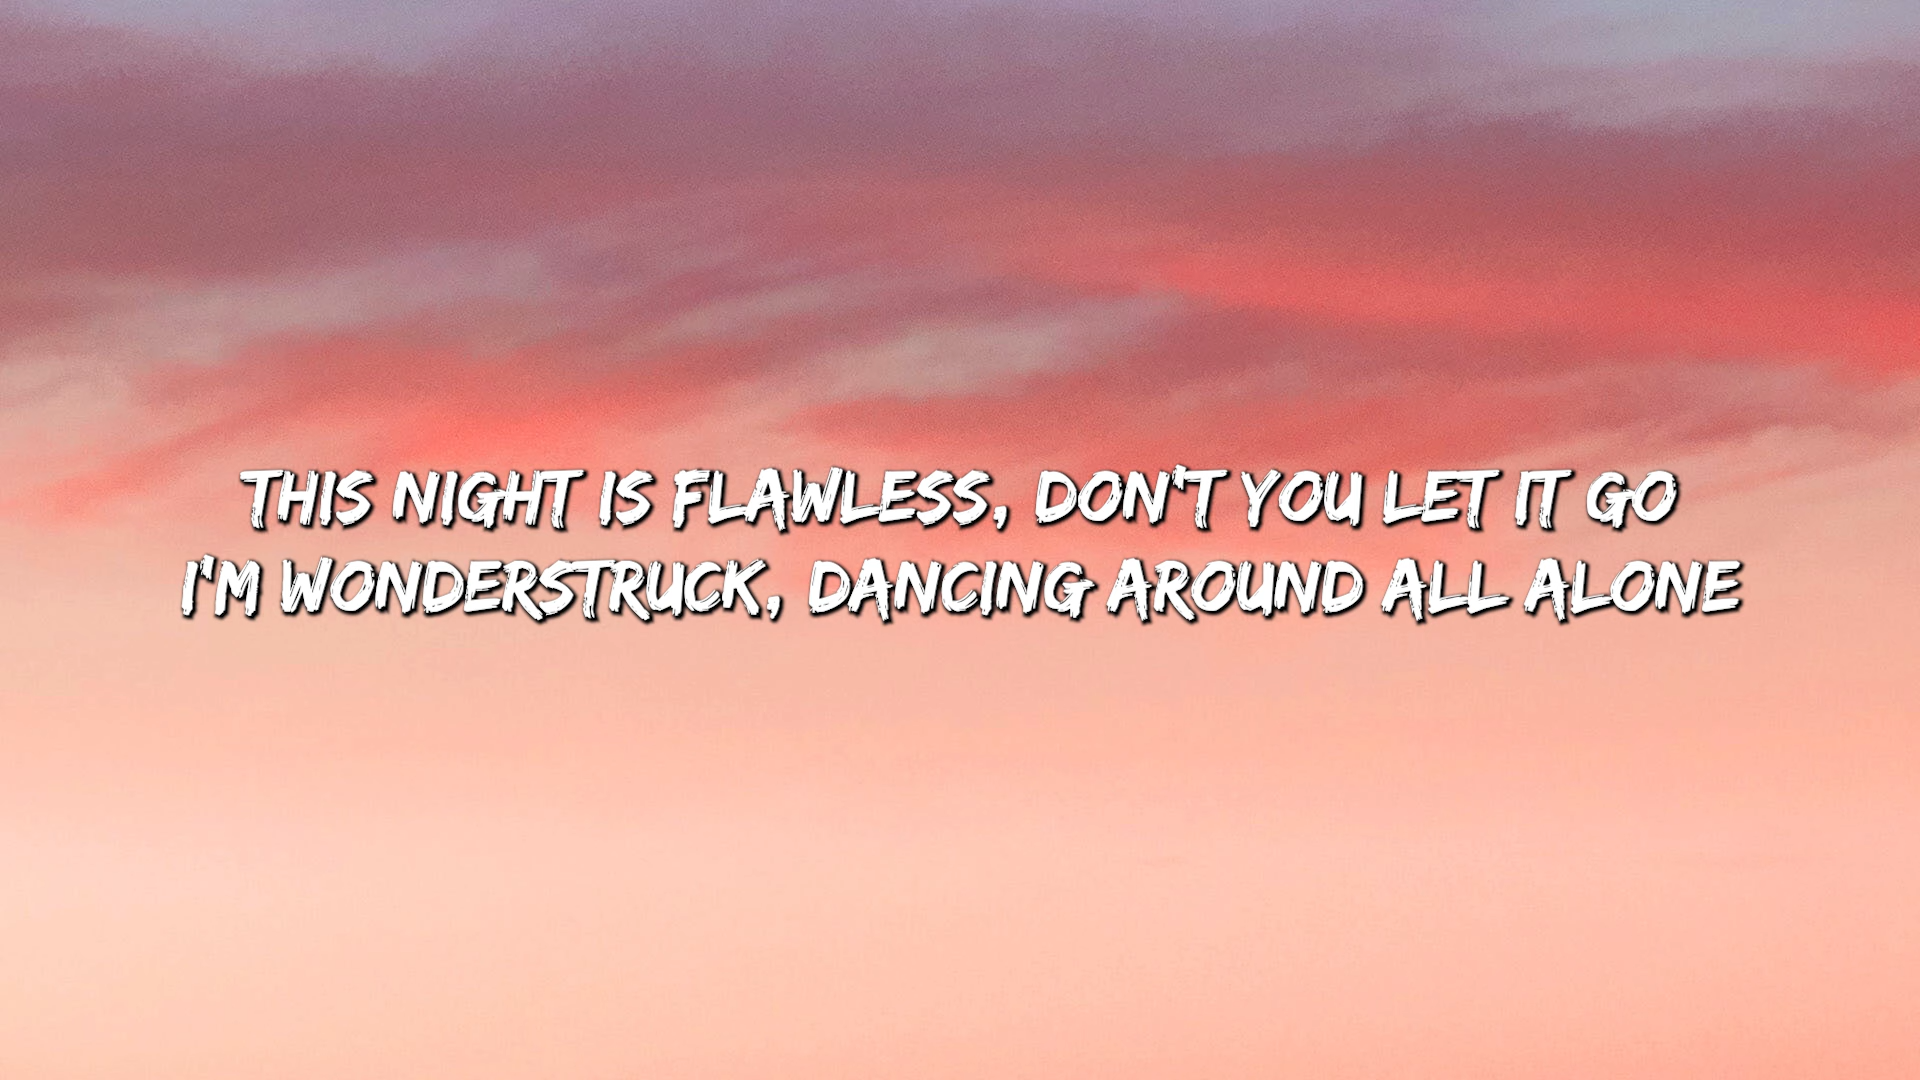 THIS NIGHT IS FLAWLESS, DON'T YOU LET IT GO
I'M WONDERSTRUCK, DANCING AROUND ALL ALONE